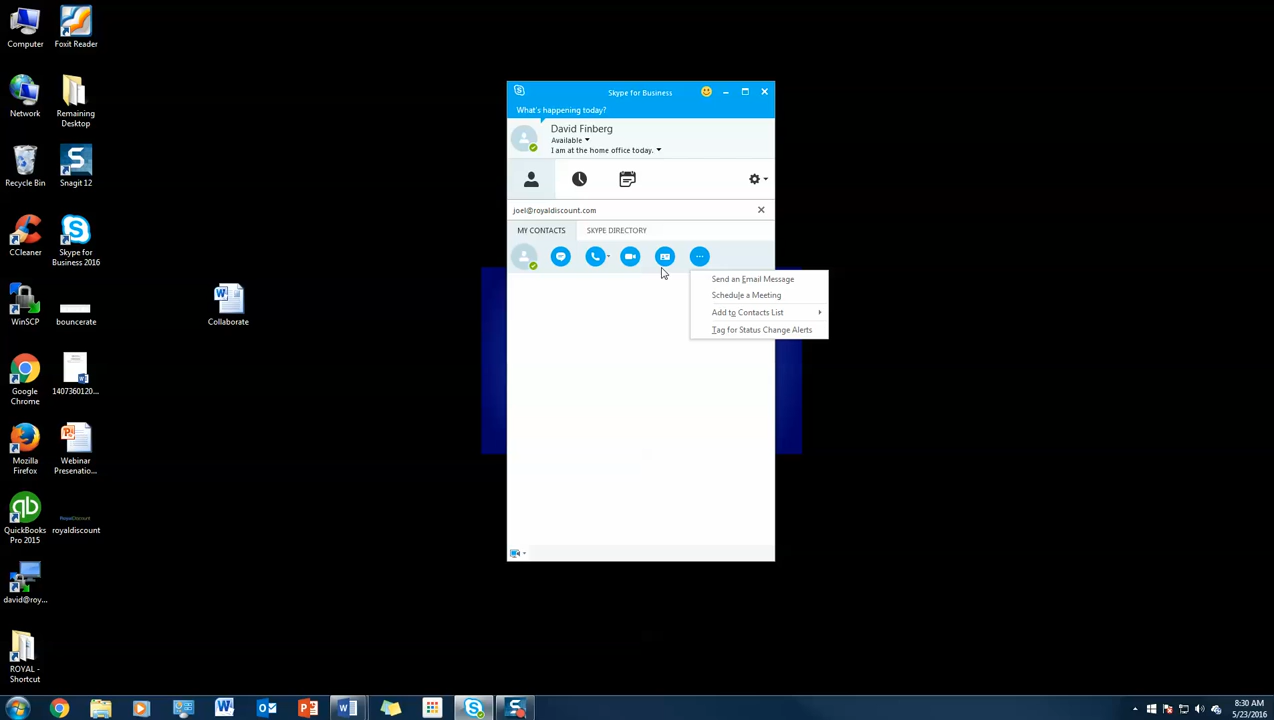 Computer
Foxit Reader
Network
Remaining
Desktop
Recycle Bin
Snagit 12
CCleaner
Skype for
Business 2016
WinSCP
bouncerate
Collaborate
Google
Chrome
1407360120...
Mozilla
Firefox
Webinar
Presenatio...
QuickBooks
Pro 2015
RoyalDiscount
royaldiscount
david@roy...
ROYAL -
Shortcut
Skype for Business
What's happening today?
David Finberg
Available
I am at the home office today.
joel@royaldiscount.com
MY CONTACTS
SKYPE DIRECTORY
Send an Email Message
Schedule a Meeting
Add to Contacts List
Tag for Status Change Alerts
8:30 AM
5/23/2016